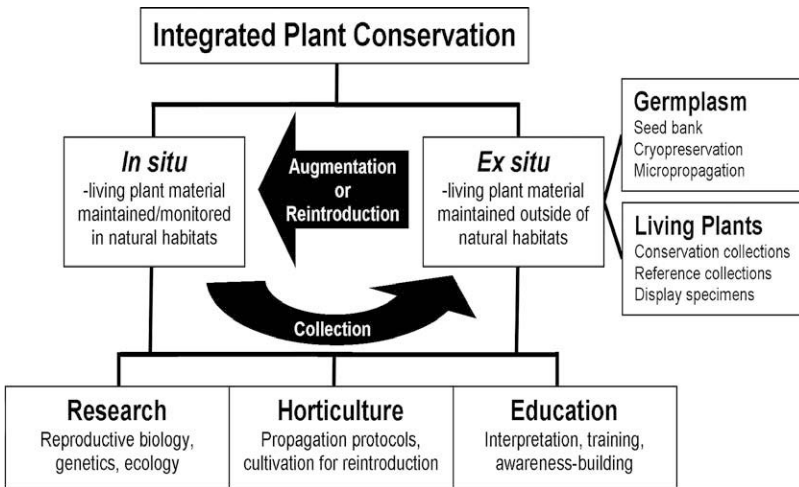 Integrated Plant Conservation
In situ
-living plant material
maintained/monitored
in natural habitats
Augmentation
or
Reintroduction
Ex situ
-living plant material
maintained outside of
natural habitats
Germplasm
Seed bank
Cryopreservation
Micropropagation
Living Plants
Conservation collections
Reference collections
Display specimens
Collection
Research
Reproductive biology,
genetics, ecology
Horticulture
Propagation protocols,
cultivation for reintroduction
Education
Interpretation, training,
awareness-building